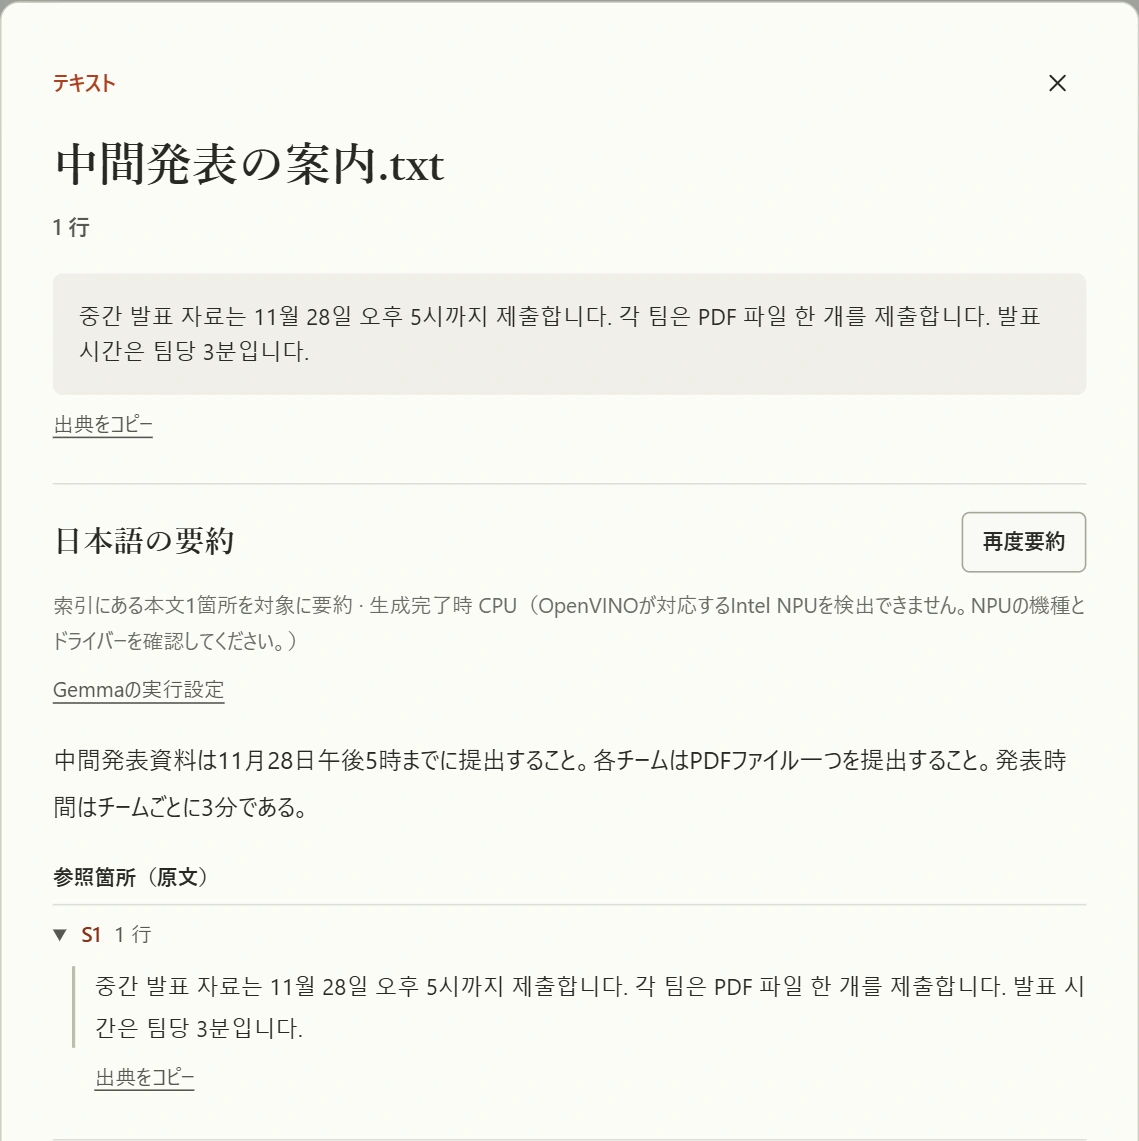 テキスト
中間発表の案内.txt
1 行
중간 발표 자료는 11월 28일 오후 5시까지 제출합니다. 각 팀은 PDF 파일 한 개를 제출합니다. 발표
시간은 팀당 3분입니다.
出典をコピー
日本語の要約
再度要約
索引にある本文1箇所を対象に要約 · 生成完了時 CPU（OpenVINOが対応するIntel NPUを検出できません。NPUの機種と
ドライバーを確認してください。）
Gemmaの実行設定
中間発表資料は11月28日午後5時までに提出すること。各チームはPDFファイル一つを提出すること。発表時
間はチームごとに3分である。
参照箇所（原文）
▼ S1 1 行
중간 발표 자료는 11월 28일 오후 5시까지 제출합니다. 각 팀은 PDF 파일 한 개를 제출합니다. 발표 시
간은 팀당 3분입니다.
出典をコピー